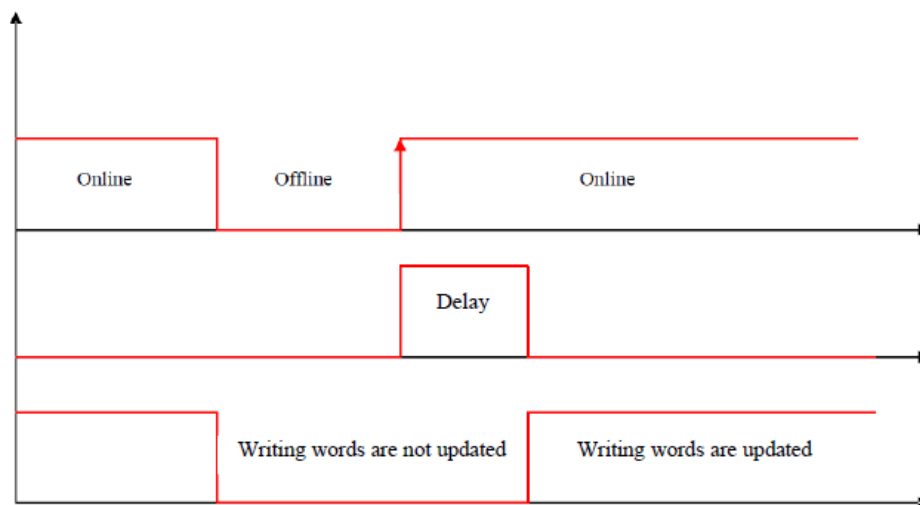 Online
Offline
Online
Delay
Writing words are not updated
Writing words are updated